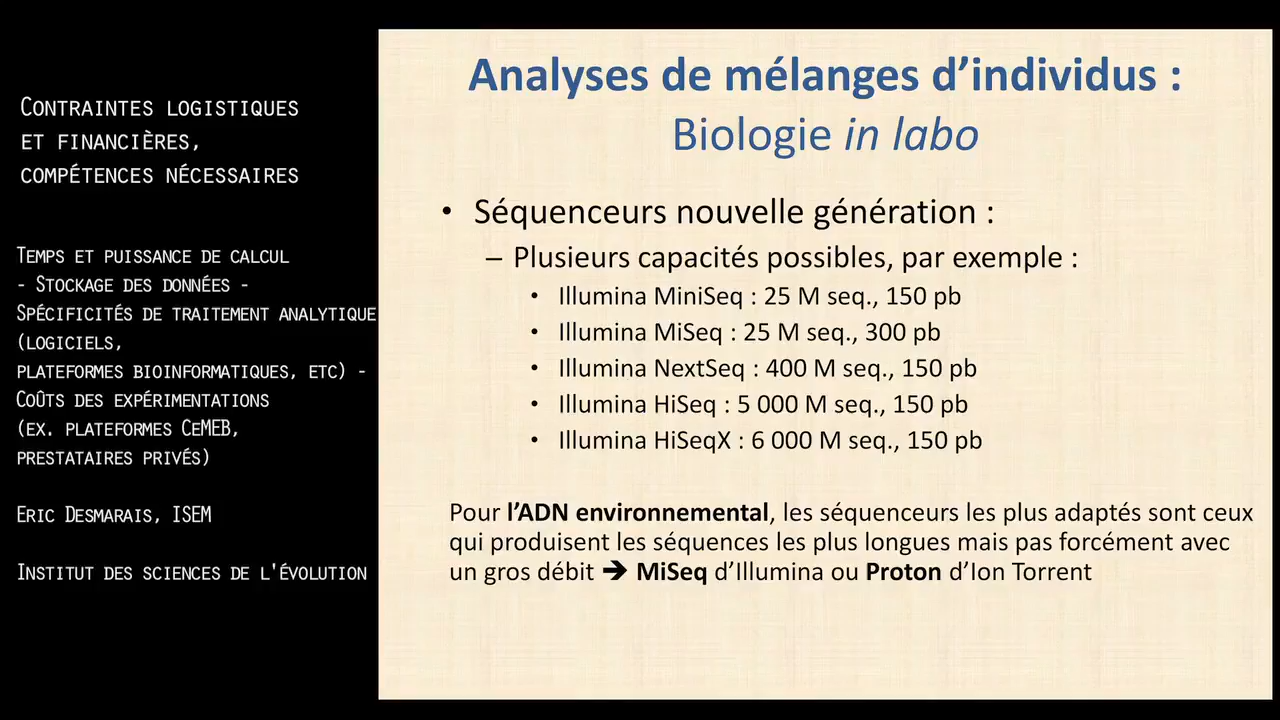 Contraintes logistiques
et financières,
compétences nécessaires
Temps et puissance de calcul
- Stockage des données -
Spécificités de traitement analytique
(logiciels,
plateformes bioinformatiques, etc) -
Coûts des expérimentations
(ex. plateformes CeMEB,
prestataires privés)
Eric Desmarais, ISEM
Institut des sciences de l'évolution
Analyses de mélanges d’individus :
Biologie in labo
• Séquenceurs nouvelle génération :
– Plusieurs capacités possibles, par exemple :
• Illumina MiniSeq : 25 M seq., 150 pb
• Illumina MiSeq : 25 M seq., 300 pb
• Illumina NextSeq : 400 M seq., 150 pb
• Illumina HiSeq : 5 000 M seq., 150 pb
• Illumina HiSeqX : 6 000 M seq., 150 pb
Pour l’ADN environnemental, les séquenceurs les plus adaptés sont ceux
qui produisent les séquences les plus longues mais pas forcément avec
un gros débit ➔ MiSeq d’Illumina ou Proton d’Ion Torrent